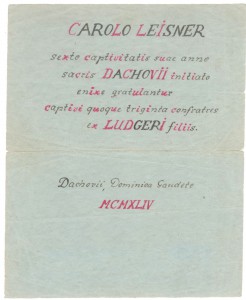 CAROLO LEISNER
sexto captivitatis suae anno
sacris DACHOVII initiato
enixe gratulantur
captivi quoque triginta confratres
ex LUDGERI filiis.
Dachovii, Dominica Gaudete
MCMXLIV